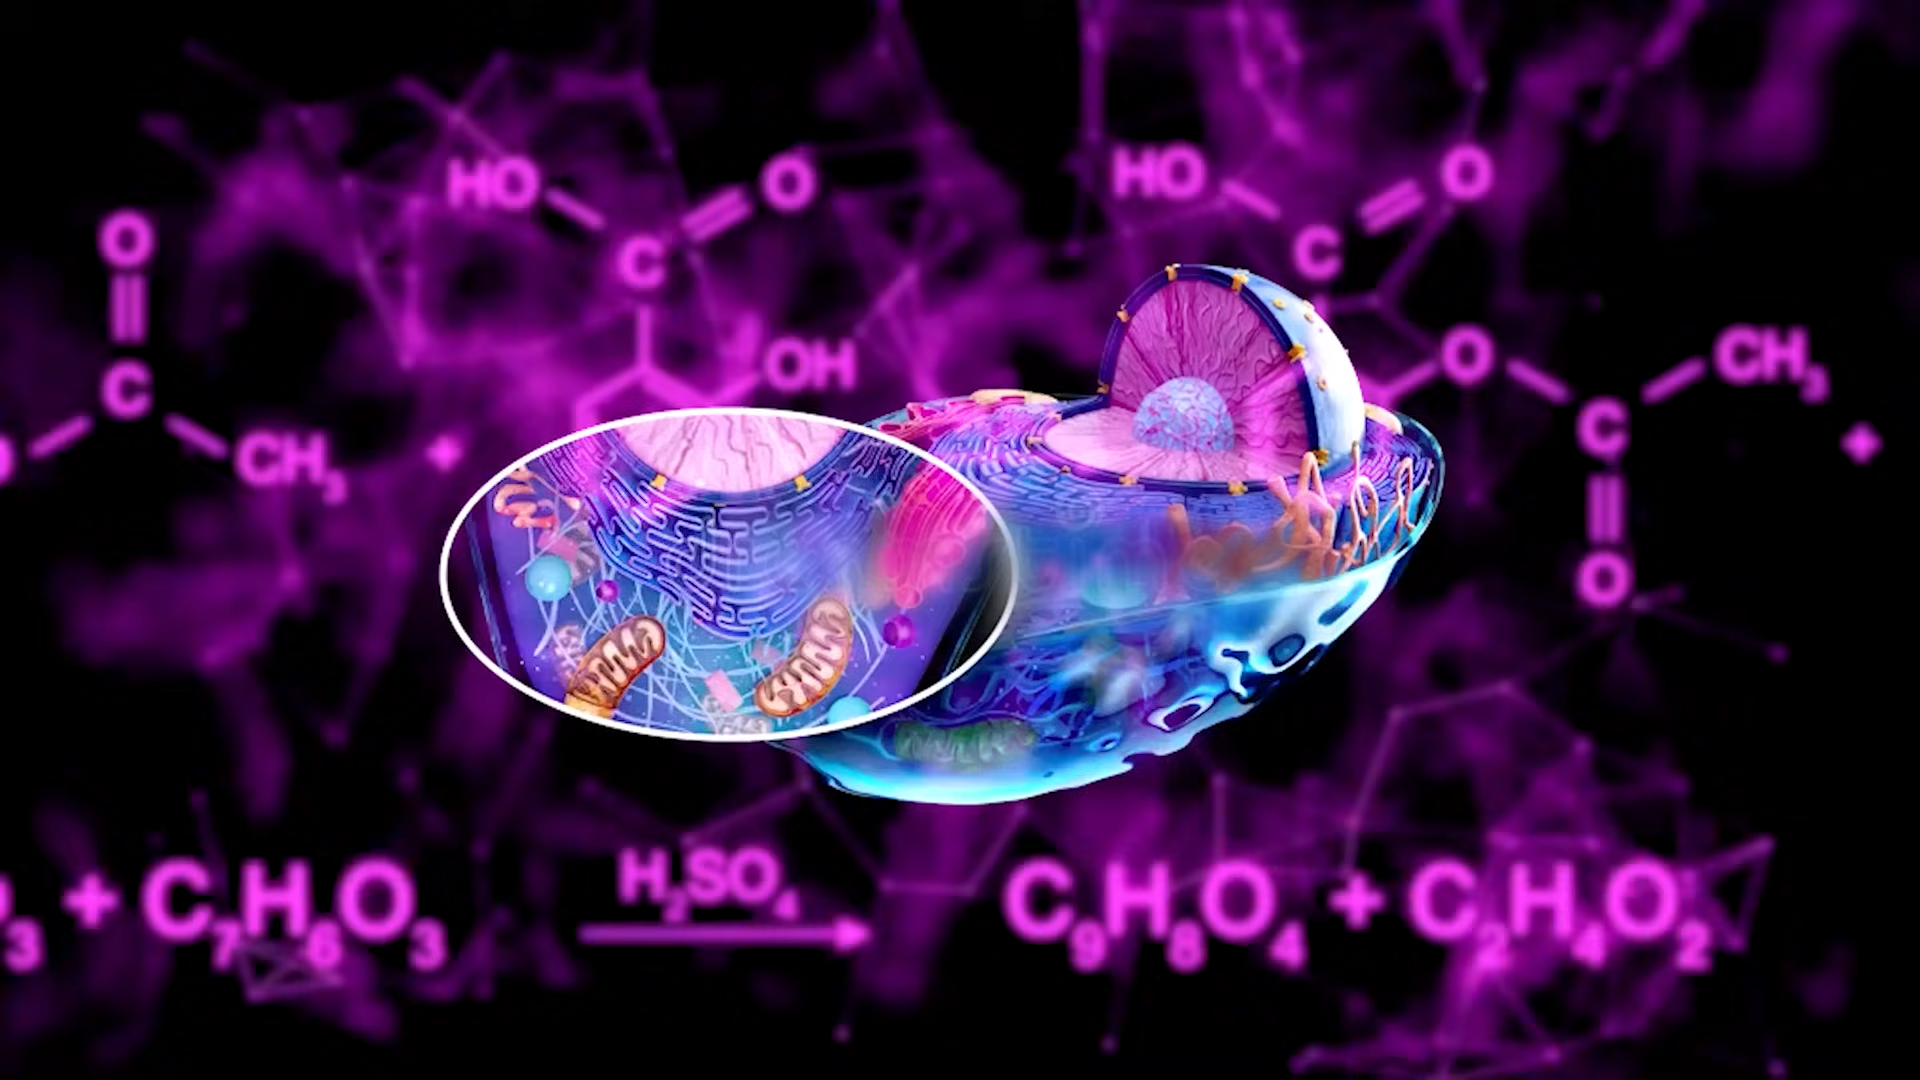 HO O HO O
O C C
OH O CH₃
C CH₃ + C +
O
₃ + C₇H₆O₃ H₂SO₄ C₉H₈O₄ + C₂H₄O₂